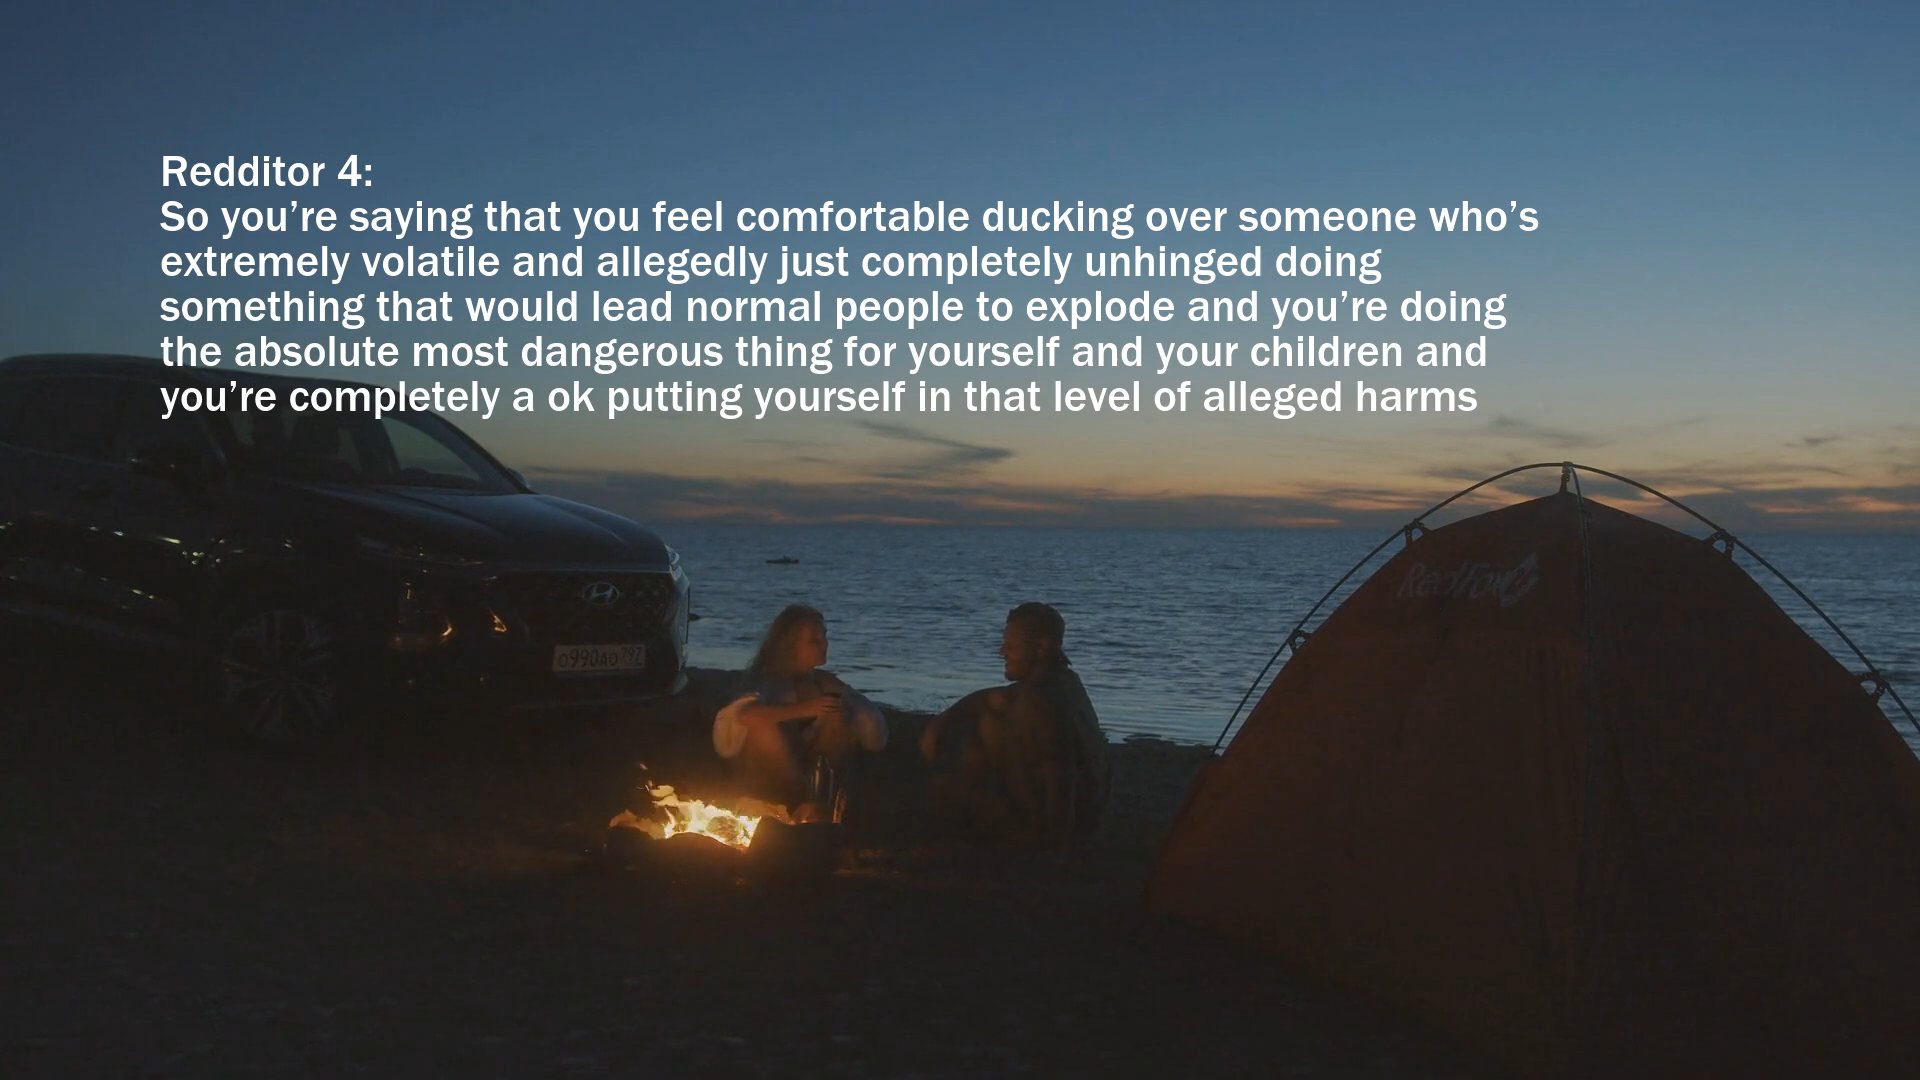 Redditor 4:
So you’re saying that you feel comfortable ducking over someone who’s
extremely volatile and allegedly just completely unhinged doing
something that would lead normal people to explode and you’re doing
the absolute most dangerous thing for yourself and your children and
you’re completely a ok putting yourself in that level of alleged harms
RedFox
О990АО 797